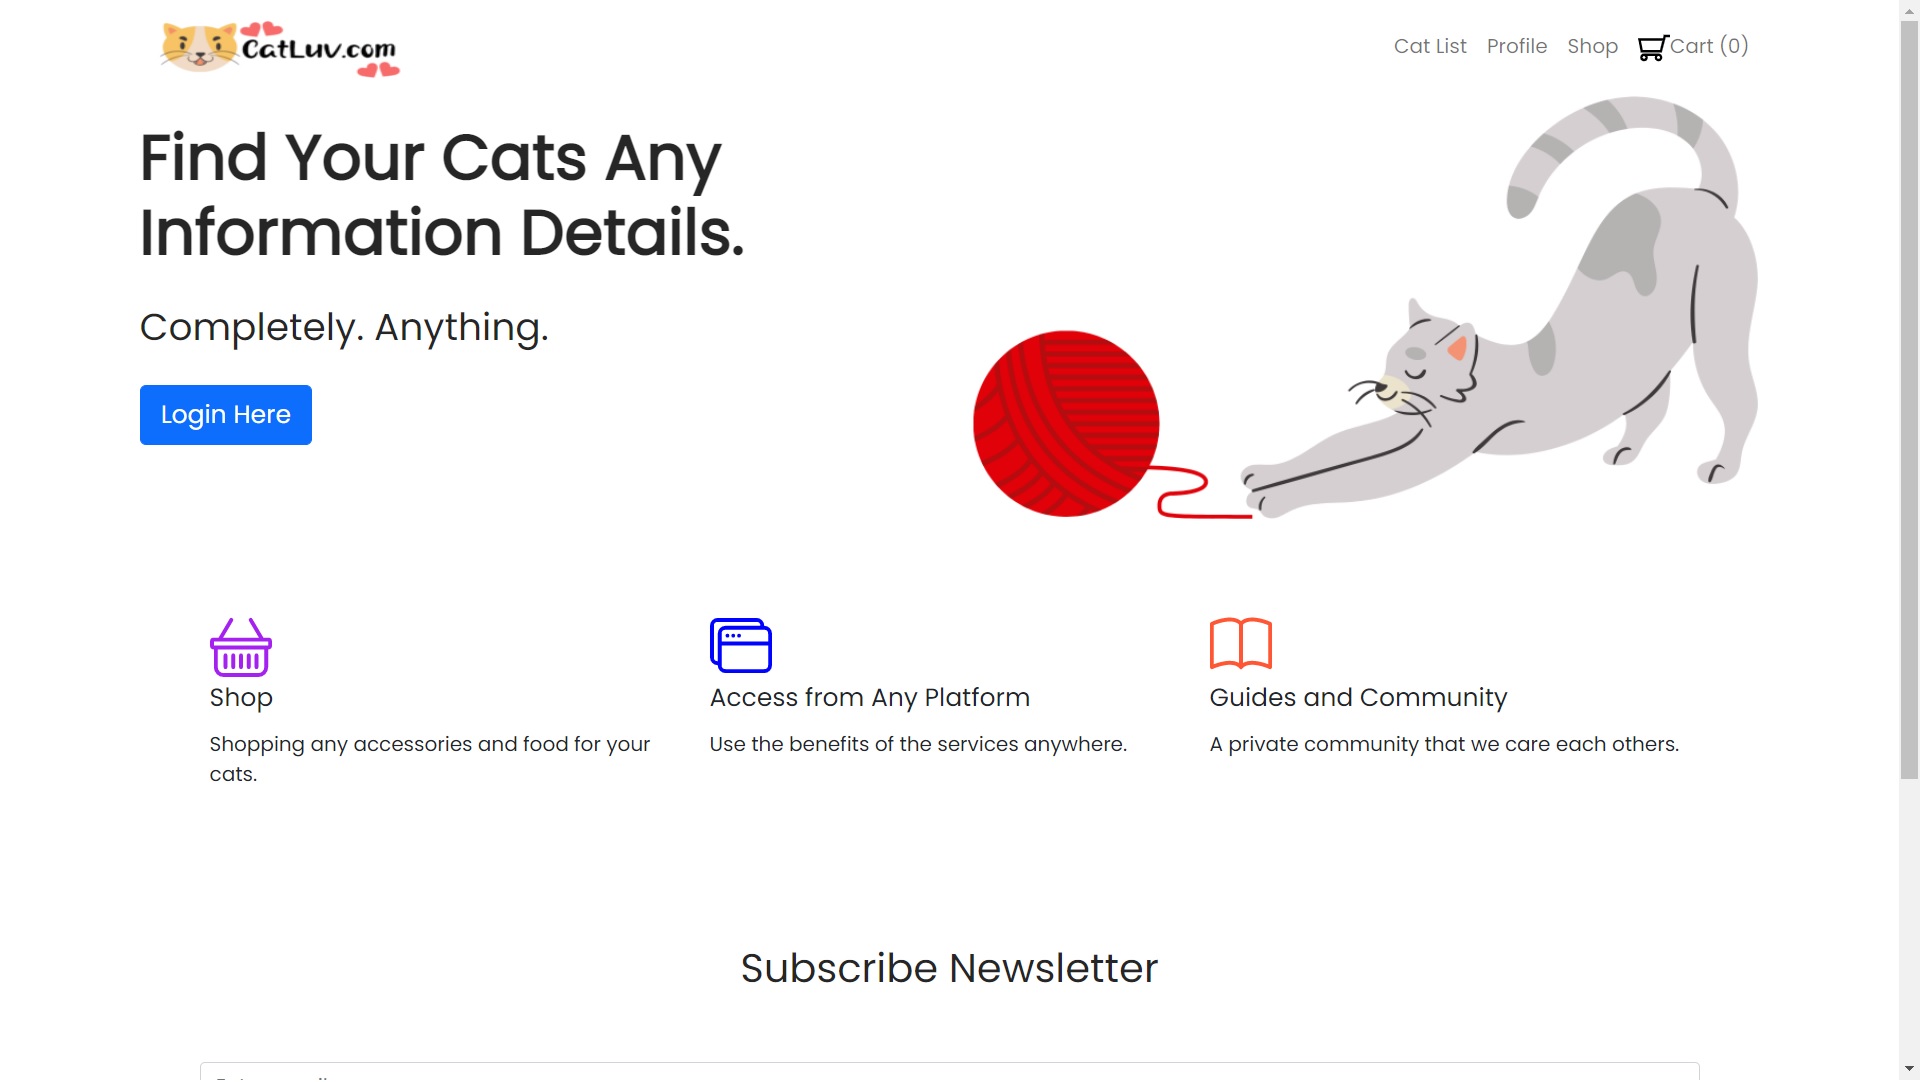 CatLuv.com
Cat List
Profile
Shop
Cart (0)
Find Your Cats Any
Information Details.
Completely. Anything.
Login Here
Shop
Shopping any accessories and food for your
cats.
Access from Any Platform
Use the benefits of the services anywhere.
Guides and Community
A private community that we care each others.
Subscribe Newsletter